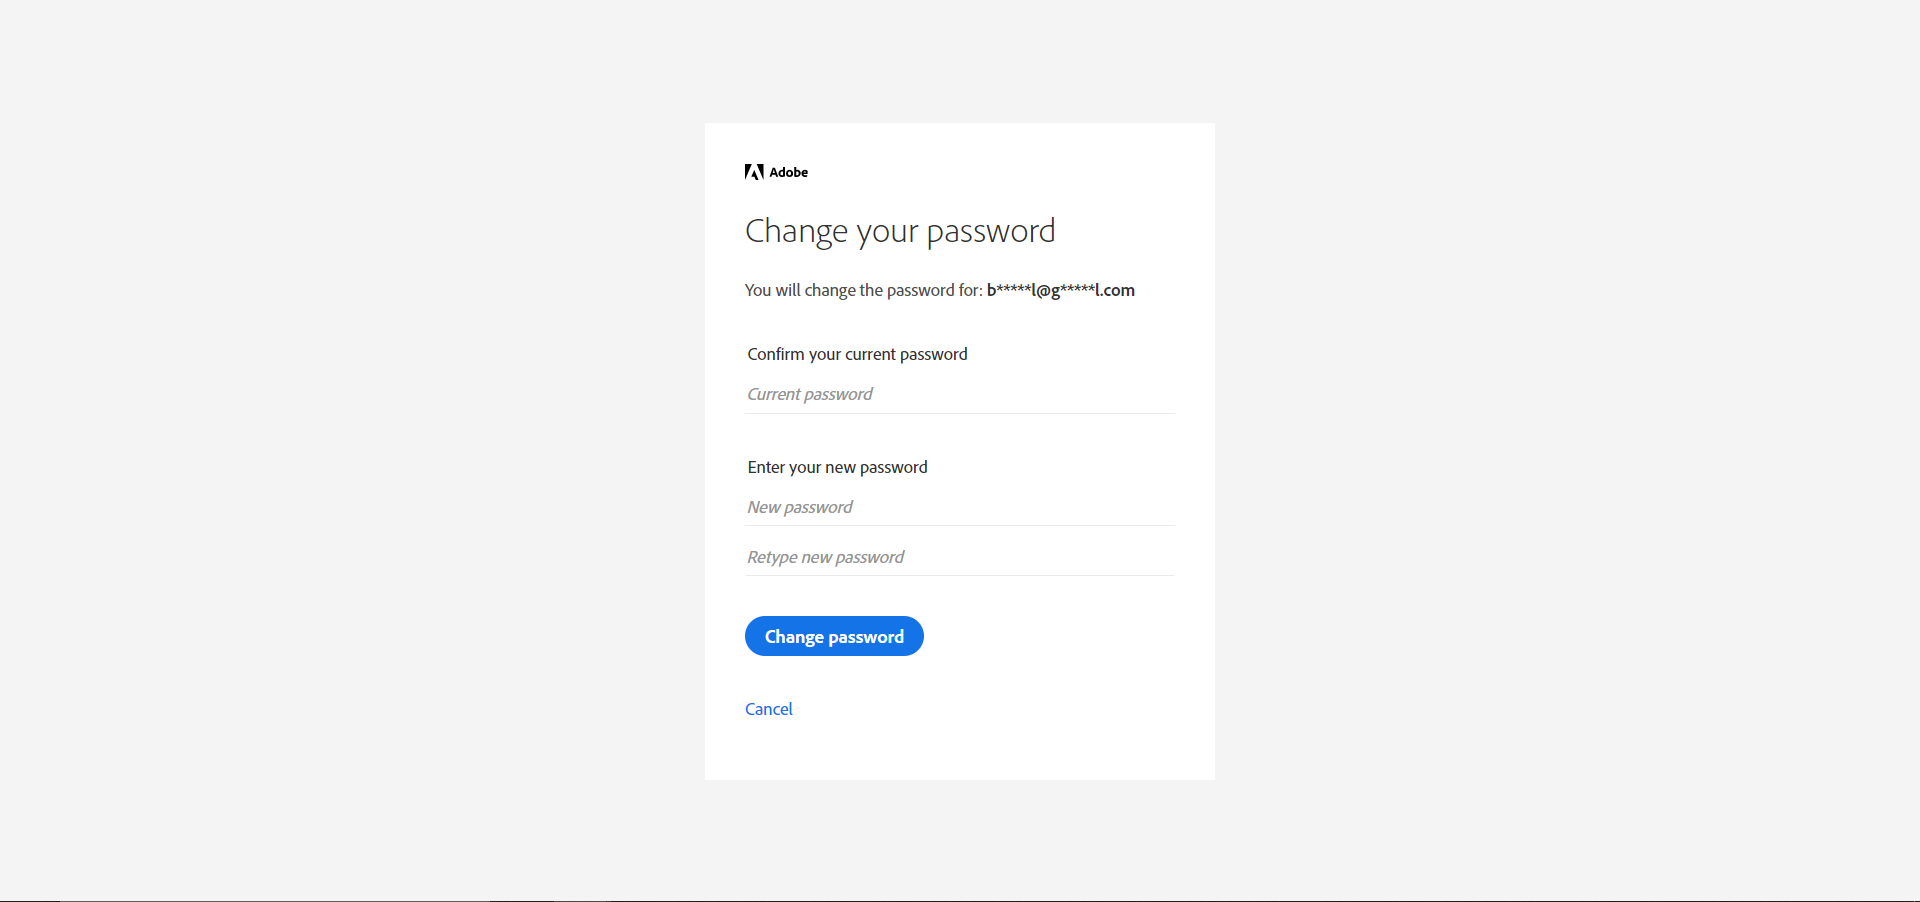 Adobe
Change your password
You will change the password for: b*****l@g*****l.com
Confirm your current password
Current password
Enter your new password
New password
Retype new password
Change password
Cancel